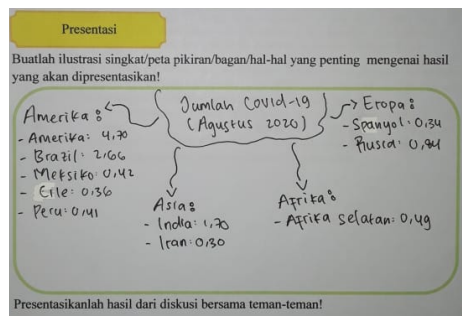 Presentasi
Buatlah ilustrasi singkat/peta pikiran/bagan/hal-hal yang penting mengenai hasil
yang akan dipresentasikan!
Jumlah Covid-19
(Agustus 2020)
Amerika:
- Amerika: 4,70
- Brazil: 2,66
- Meksiko: 0,42
- Cile: 0,36
- Peru: 0,41
Asia:
- India: 1,70
- Iran: 0,30
Afrika:
- Afrika Selatan: 0,49
Eropa:
- Spanyol: 0,34
- Rusia: 0,84
Presentasikanlah hasil dari diskusi bersama teman-teman!